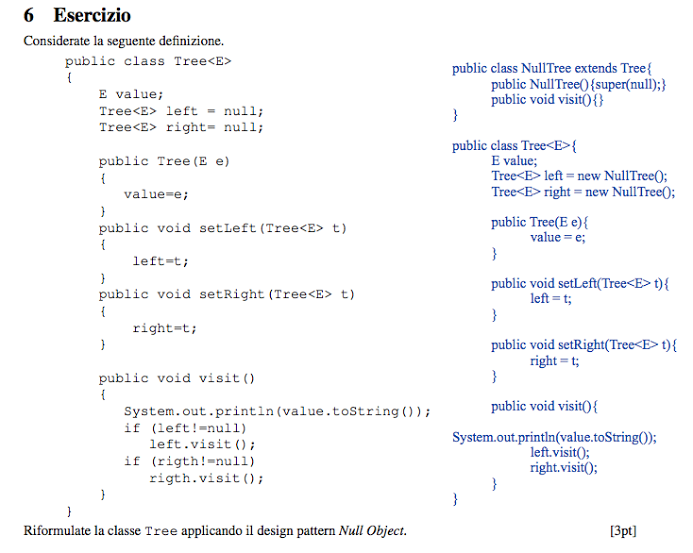 6 Esercizio
Considerate la seguente definizione.
public class Tree<E>
{
E value;
Tree<E> left = null;
Tree<E> right= null;
public Tree(E e)
{
value=e;
}
public void setLeft(Tree<E> t)
{
left=t;
}
public void setRight(Tree<E> t)
{
right=t;
}
public void visit()
{
System.out.println(value.toString());
if (left!=null)
left.visit();
if (rigth!=null)
rigth.visit();
}
}
public class NullTree extends Tree{
public NullTree(){super(null);}
public void visit(){}
}
public class Tree<E>{
E value;
Tree<E> left = new NullTree();
Tree<E> right = new NullTree();
public Tree(E e){
value = e;
}
public void setLeft(Tree<E> t){
left = t;
}
public void setRight(Tree<E> t){
right = t;
}
public void visit(){
System.out.println(value.toString());
left.visit();
right.visit();
}
}
Riformulate la classe Tree applicando il design pattern Null Object. [3pt]